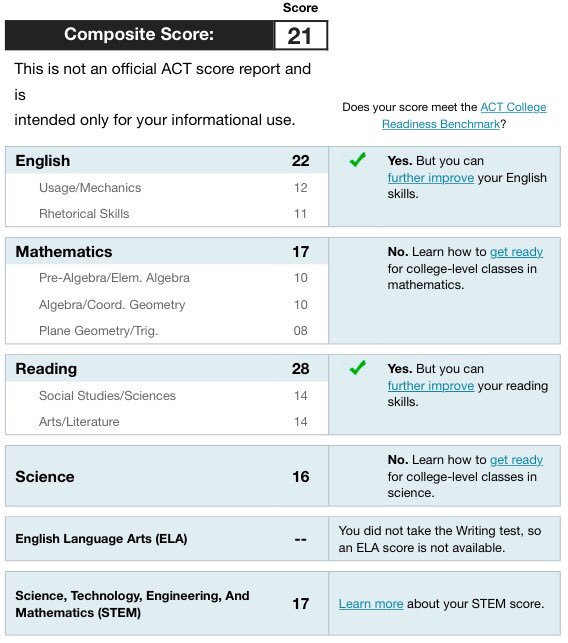 Score
Composite Score: 21
This is not an official ACT score report and
is
intended only for your informational use.
Does your score meet the ACT College
Readiness Benchmark?
English 22 ✓ Yes. But you can
further improve your English
skills.
Usage/Mechanics 12
Rhetorical Skills 11
Mathematics 17 No. Learn how to get ready
for college-level classes in
mathematics.
Pre-Algebra/Elem. Algebra 10
Algebra/Coord. Geometry 10
Plane Geometry/Trig. 08
Reading 28 ✓ Yes. But you can
further improve your reading
skills.
Social Studies/Sciences 14
Arts/Literature 14
Science 16 No. Learn how to get ready
for college-level classes in
science.
English Language Arts (ELA) -- You did not take the Writing test, so
an ELA score is not available.
Science, Technology, Engineering, And
Mathematics (STEM) 17 Learn more about your STEM score.